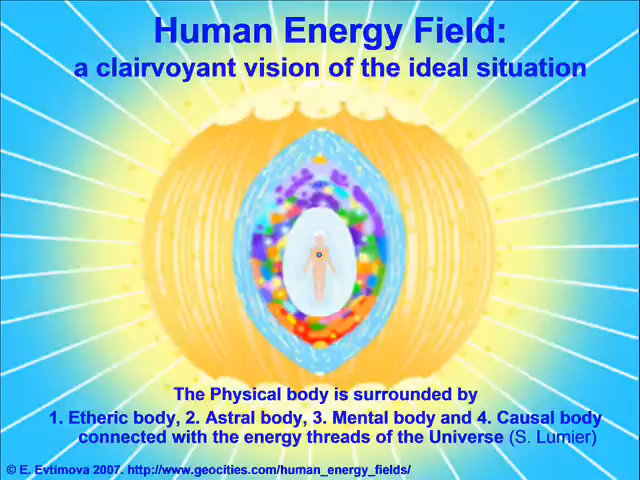 Human Energy Field:
a clairvoyant vision of the ideal situation
The Physical body is surrounded by
1. Etheric body, 2. Astral body, 3. Mental body and 4. Causal body
connected with the energy threads of the Universe (S. Lumier)
© E. Evtimova 2007. http://www.geocities.com/human_energy_fields/